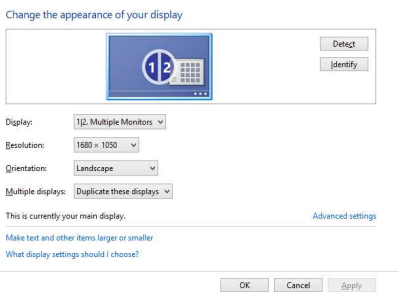 Change the appearance of your display
1|2
Detect
Identify
Display: 1|2. Multiple Monitors
Resolution: 1680 × 1050
Orientation: Landscape
Multiple displays: Duplicate these displays
This is currently your main display. Advanced settings
Make text and other items larger or smaller
What display settings should I choose?
OK Cancel Apply